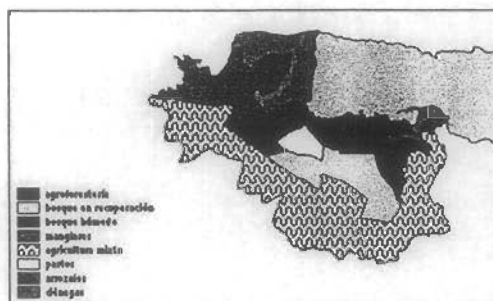 agroforestería
bosque en recuperación
bosque húmedo
manglares
agricultura mixta
pastos
arrozales
ciénagas